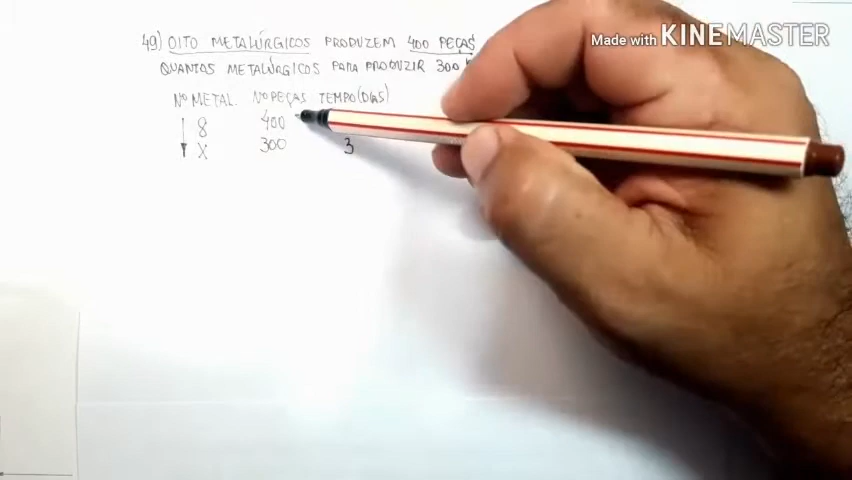 Made with KINEMASTER
49) OITO METALÚRGICOS PRODUZEM 400 PEÇAS
QUANTOS METALÚRGICOS PARA PRODUZIR 300
Nº METAL. Nº PEÇAS TEMPO(DIAS)
8 400
X 300 3